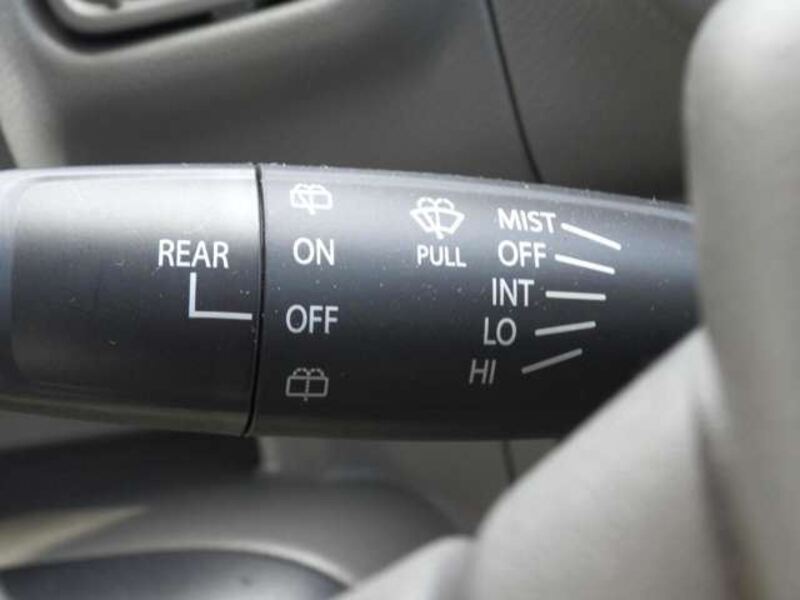 REAR
ON
OFF
PULL
MIST
OFF
INT
LO
HI